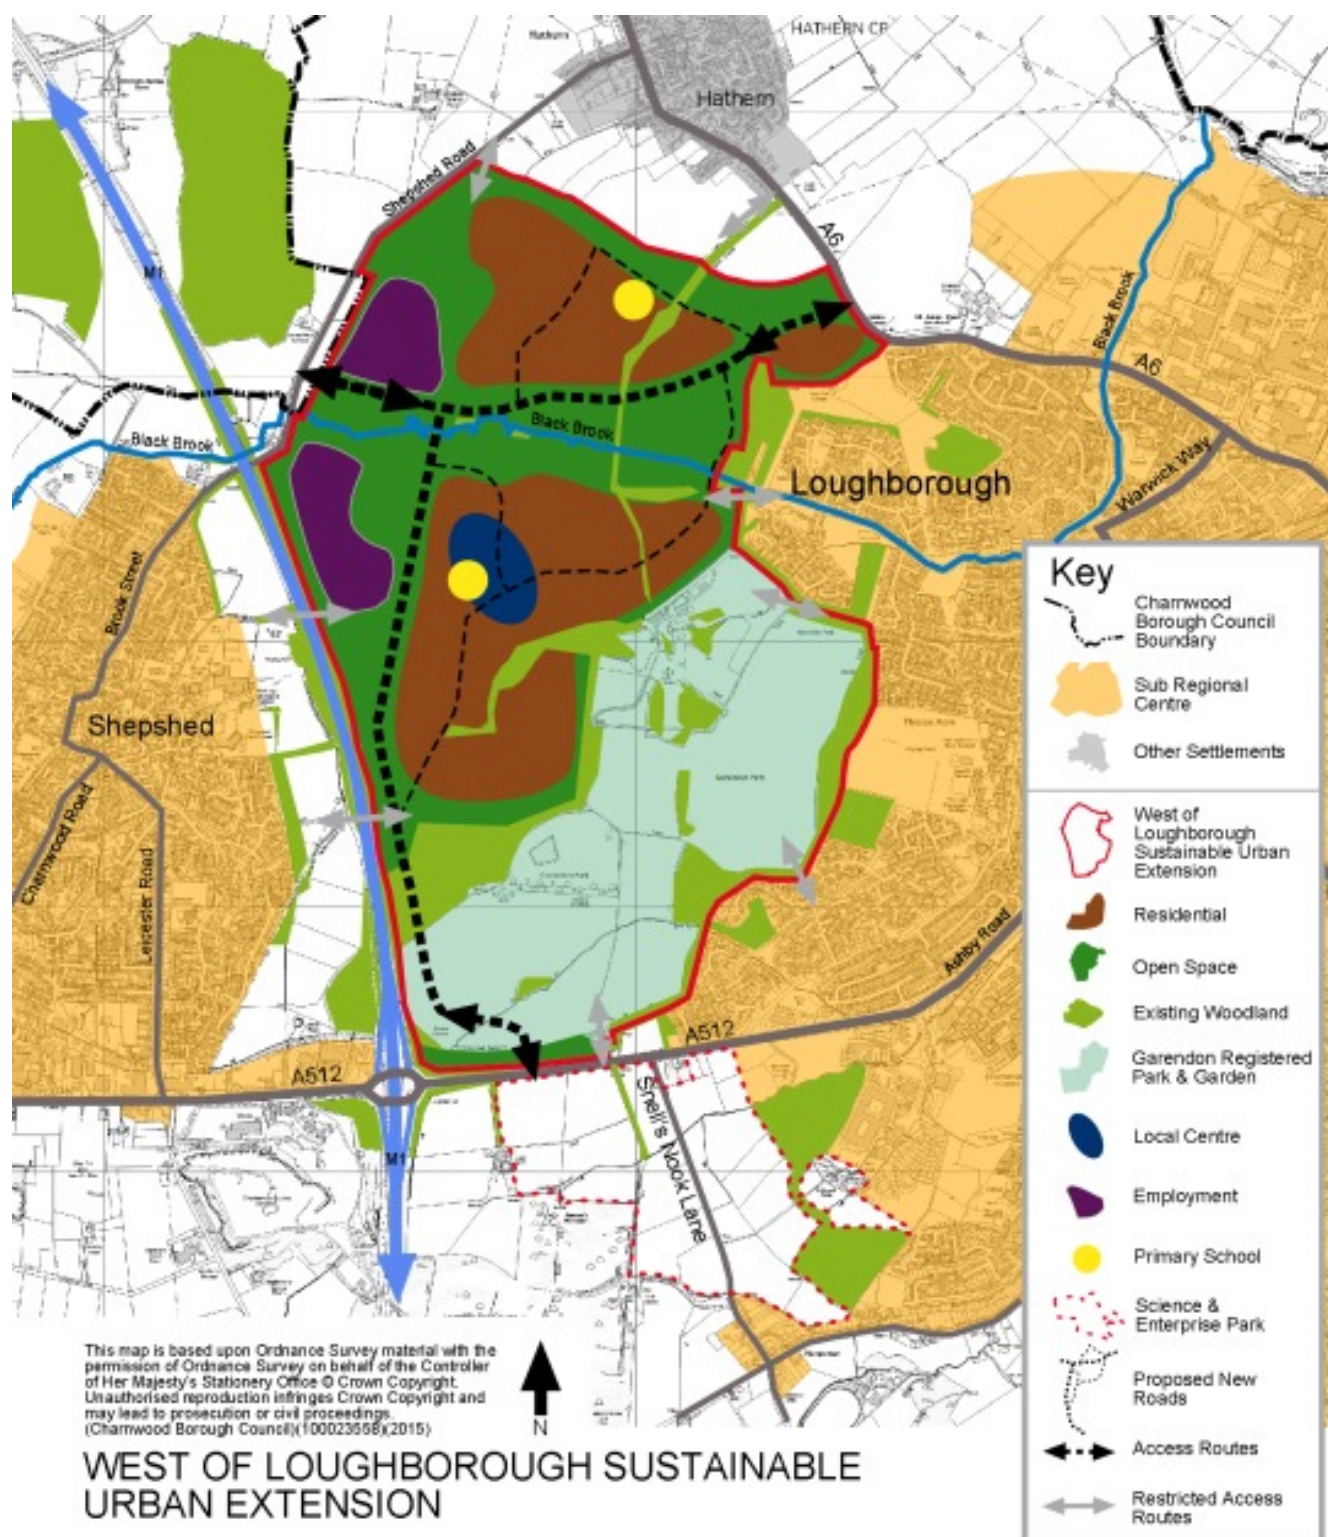 HATHERN CP
Hathern
Hathern
Shepshed Road
A6
M1
Black Brook
A6
Black Brook
Black Brook
Warwick Way
Loughborough
Brook Street
Shepshed
Charnwood Road
Leicester Road
Ashby Road
A512
A512
Snell's Nook Lane
M1
Key
Charnwood
Borough Council
Boundary
Sub Regional
Centre
Other Settlements
West of
Loughborough
Sustainable Urban
Extension
Residential
Open Space
Existing Woodland
Garendon Registered
Park & Garden
Local Centre
Employment
Primary School
Science &
Enterprise Park
Proposed New
Roads
Access Routes
Restricted Access
Routes
This map is based upon Ordnance Survey material with the
permission of Ordnance Survey on behalf of the Controller
of Her Majesty's Stationery Office © Crown Copyright.
Unauthorised reproduction infringes Crown Copyright and
may lead to prosecution or civil proceedings.
(Charnwood Borough Council)(100023558)(2015)
N
WEST OF LOUGHBOROUGH SUSTAINABLE
URBAN EXTENSION